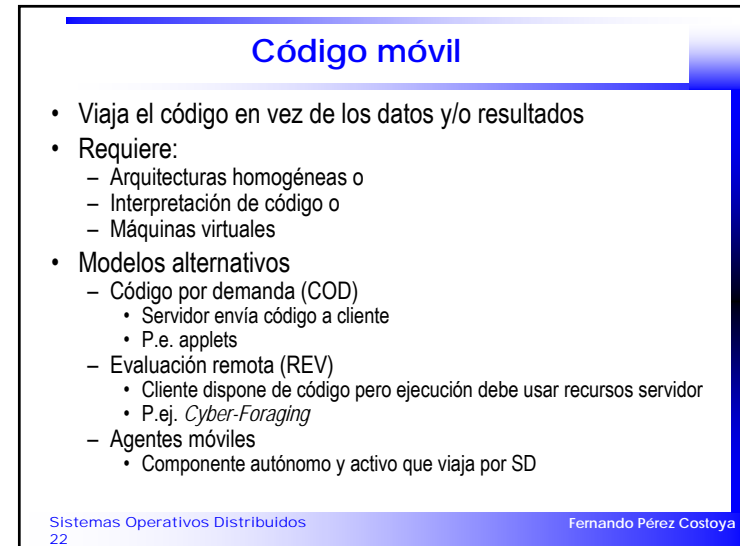 Código móvil
• Viaja el código en vez de los datos y/o resultados
• Requiere:
– Arquitecturas homogéneas o
– Interpretación de código o
– Máquinas virtuales
• Modelos alternativos
– Código por demanda (COD)
• Servidor envía código a cliente
• P.e. applets
– Evaluación remota (REV)
• Cliente dispone de código pero ejecución debe usar recursos servidor
• P.ej. Cyber-Foraging
– Agentes móviles
• Componente autónomo y activo que viaja por SD
Sistemas Operativos Distribuidos
22
Fernando Pérez Costoya